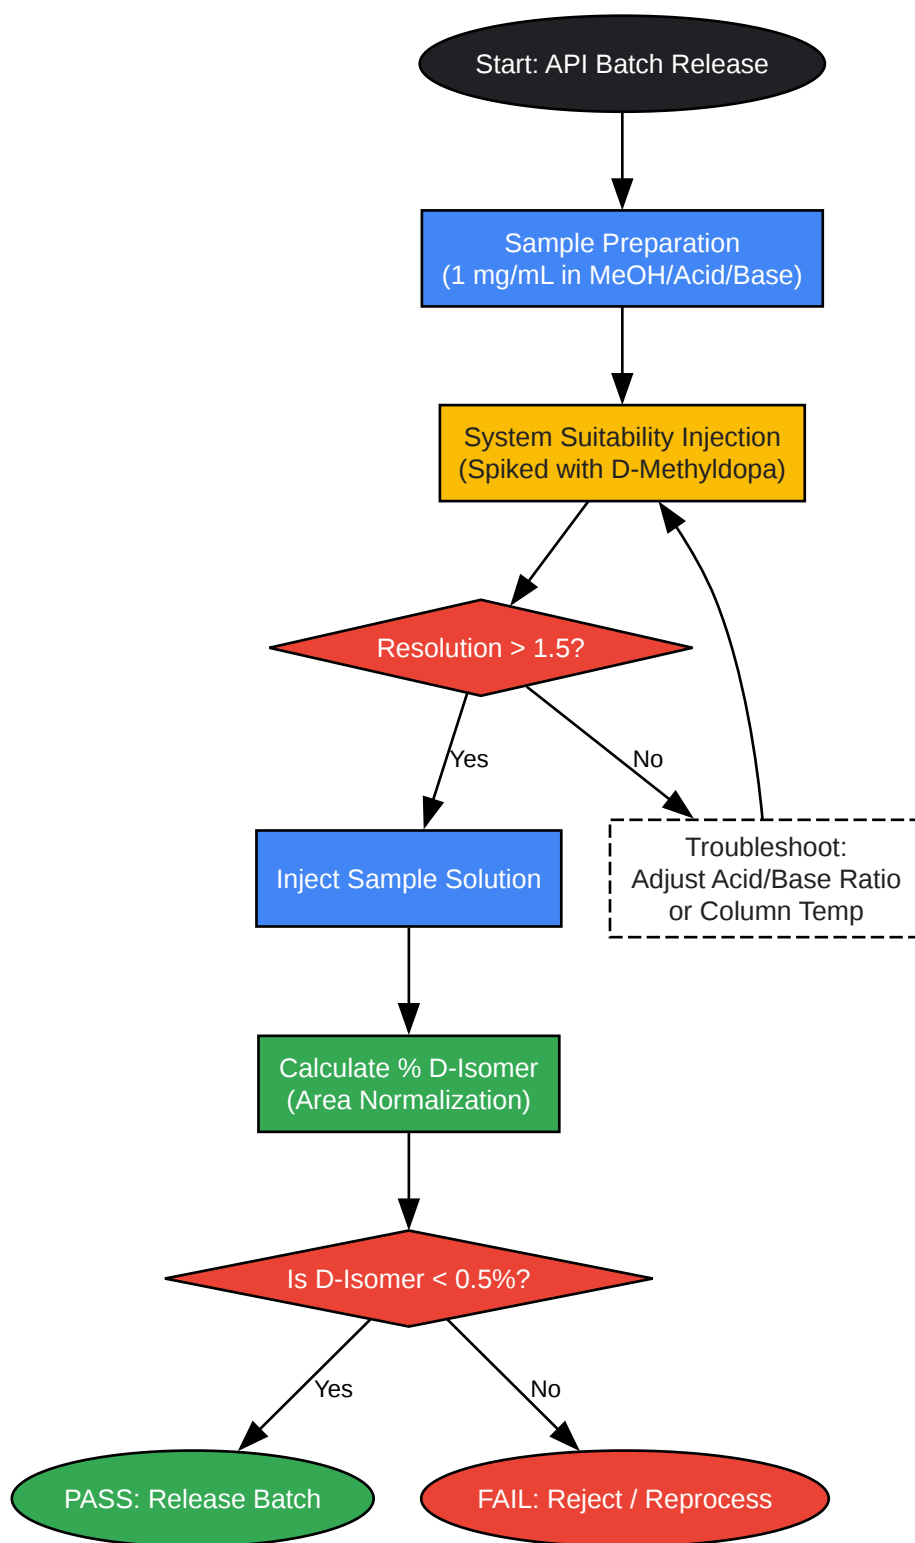 Start: API Batch Release
Sample Preparation
(1 mg/mL in MeOH/Acid/Base)
System Suitability Injection
(Spiked with D-Methyldopa)
Resolution > 1.5?
Yes
No
Inject Sample Solution
Troubleshoot:
Adjust Acid/Base Ratio
or Column Temp
Calculate % D-Isomer
(Area Normalization)
Is D-Isomer < 0.5%?
Yes
No
PASS: Release Batch
FAIL: Reject / Reprocess